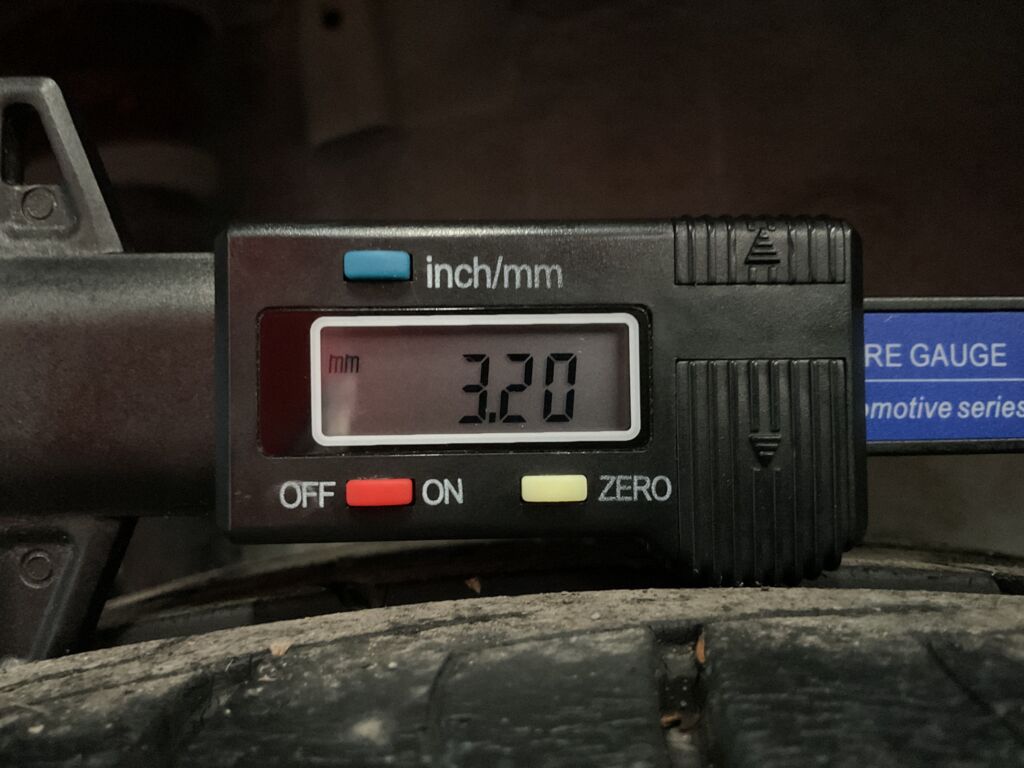 inch/mm
mm 3.20
OFF ON ZERO
RE GAUGE
omotive series